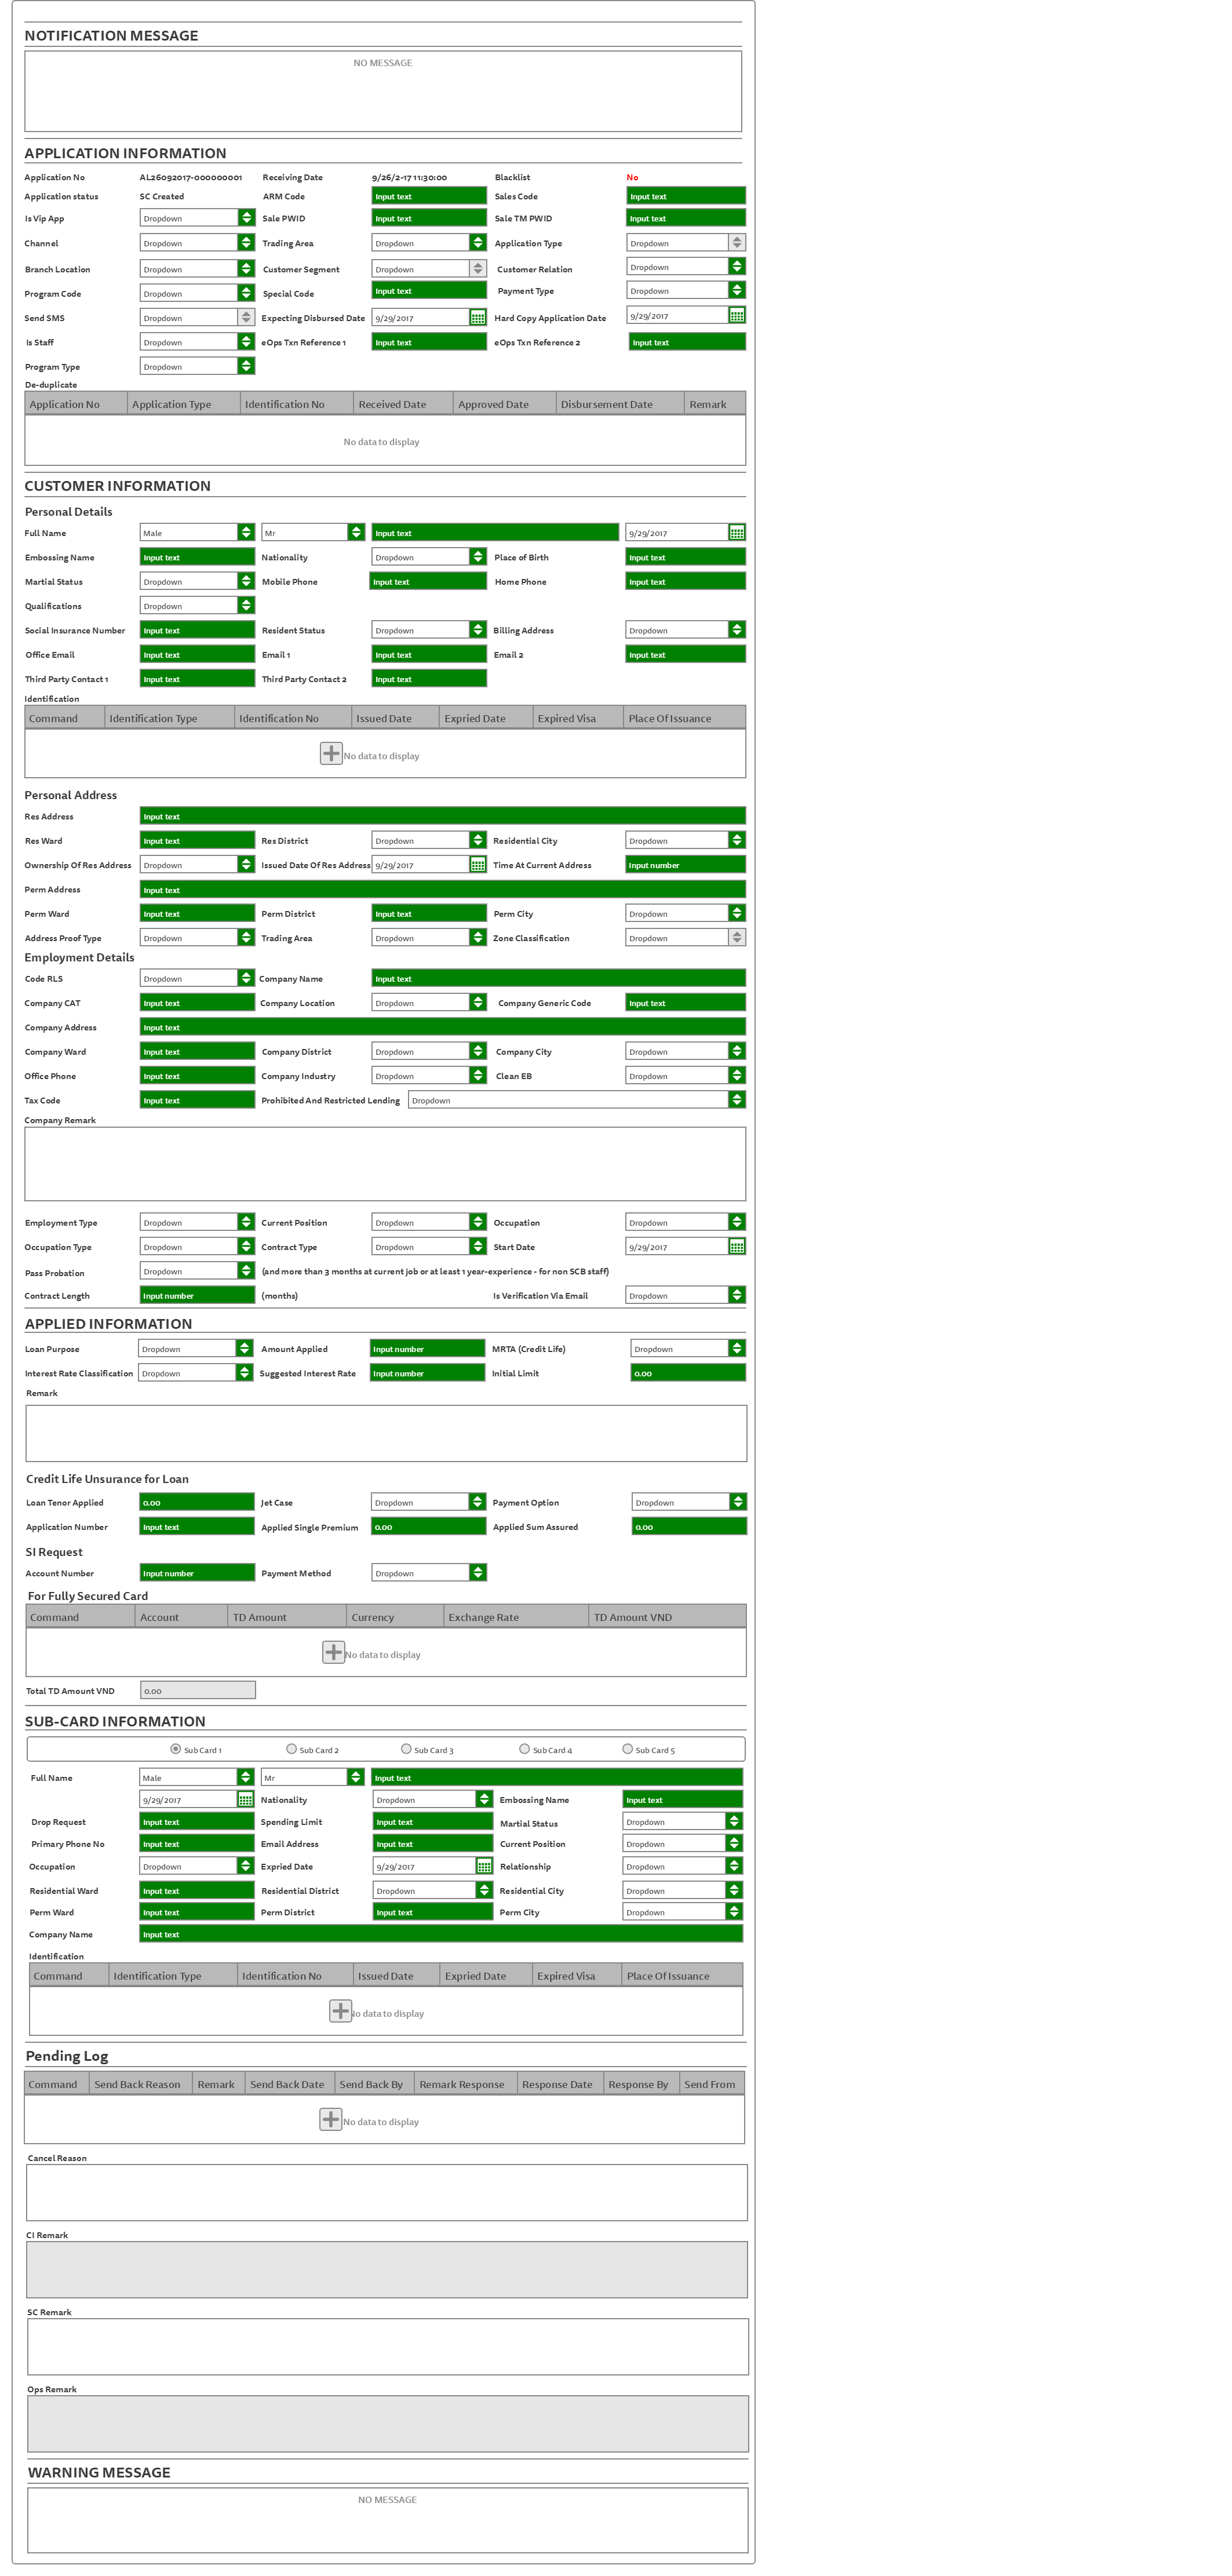 NOTIFICATION MESSAGE
NO MESSAGE
APPLICATION INFORMATION
Application No AL26092017-000000001 Receiving Date 9/26/2-17 11:30:00 Blacklist No
Application status SC Created ARM Code Input text Sales Code Input text
Is Vip App Dropdown Sale PWID Input text Sale TM PWID Input text
Channel Dropdown Trading Area Dropdown Application Type Dropdown
Branch Location Dropdown Customer Segment Dropdown Customer Relation Dropdown
Program Code Dropdown Special Code Input text Payment Type Dropdown
Send SMS Dropdown Expecting Disbursed Date 9/29/2017 Hard Copy Application Date 9/29/2017
Is Staff Dropdown eOps Txn Reference 1 Input text eOps Txn Reference 2 Input text
Program Type Dropdown
De-duplicate
Application No Application Type Identification No Received Date Approved Date Disbursement Date Remark
No data to display
CUSTOMER INFORMATION
Personal Details
Full Name Male Mr Input text 9/29/2017
Embossing Name Input text Nationality Dropdown Place of Birth Input text
Martial Status Dropdown Mobile Phone Input text Home Phone Input text
Qualifications Dropdown
Social Insurance Number Input text Resident Status Dropdown Billing Address Dropdown
Office Email Input text Email 1 Input text Email 2 Input text
Third Party Contact 1 Input text Third Party Contact 2 Input text
Identification
Command Identification Type Identification No Issued Date Expried Date Expired Visa Place Of Issuance
No data to display
Personal Address
Res Address Input text
Res Ward Input text Res District Dropdown Residential City Dropdown
Ownership Of Res Address Dropdown Issued Date Of Res Address 9/29/2017 Time At Current Address Input number
Perm Address Input text
Perm Ward Input text Perm District Input text Perm City Dropdown
Address Proof Type Dropdown Trading Area Dropdown Zone Classification Dropdown
Employment Details
Code RLS Dropdown Company Name Input text
Company CAT Input text Company Location Dropdown Company Generic Code Input text
Company Address Input text
Company Ward Input text Company District Dropdown Company City Dropdown
Office Phone Input text Company Industry Dropdown Clean EB Dropdown
Tax Code Input text Prohibited And Restricted Lending Dropdown
Company Remark
Employment Type Dropdown Current Position Dropdown Occupation Dropdown
Occupation Type Dropdown Contract Type Dropdown Start Date 9/29/2017
Pass Probation Dropdown (and more than 3 months at current job or at least 1 year-experience - for non SCB staff)
Contract Length Input number (months) Is Verification Via Email Dropdown
APPLIED INFORMATION
Loan Purpose Dropdown Amount Applied Input number MRTA (Credit Life) Dropdown
Interest Rate Classification Dropdown Suggested Interest Rate Input number Initial Limit 0.00
Remark
Credit Life Unsurance for Loan
Loan Tenor Applied 0.00 Jet Case Dropdown Payment Option Dropdown
Application Number Input text Applied Single Premium 0.00 Applied Sum Assured 0.00
SI Request
Account Number Input number Payment Method Dropdown
For Fully Secured Card
Command Account TD Amount Currency Exchange Rate TD Amount VND
No data to display
Total TD Amount VND 0.00
SUB-CARD INFORMATION
Sub Card 1 Sub Card 2 Sub Card 3 Sub Card 4 Sub Card 5
Full Name Male Mr Input text
9/29/2017 Nationality Dropdown Embossing Name Input text
Drop Request Input text Spending Limit Input text Martial Status Dropdown
Primary Phone No Input text Email Address Input text Current Position Dropdown
Occupation Dropdown Expried Date 9/29/2017 Relationship Dropdown
Residential Ward Input text Residential District Dropdown Residential City Dropdown
Perm Ward Input text Perm District Input text Perm City Dropdown
Company Name Input text
Identification
Command Identification Type Identification No Issued Date Expried Date Expired Visa Place Of Issuance
No data to display
Pending Log
Command Send Back Reason Remark Send Back Date Send Back By Remark Response Response Date Response By Send From
No data to display
Cancel Reason
CI Remark
SC Remark
Ops Remark
WARNING MESSAGE
NO MESSAGE